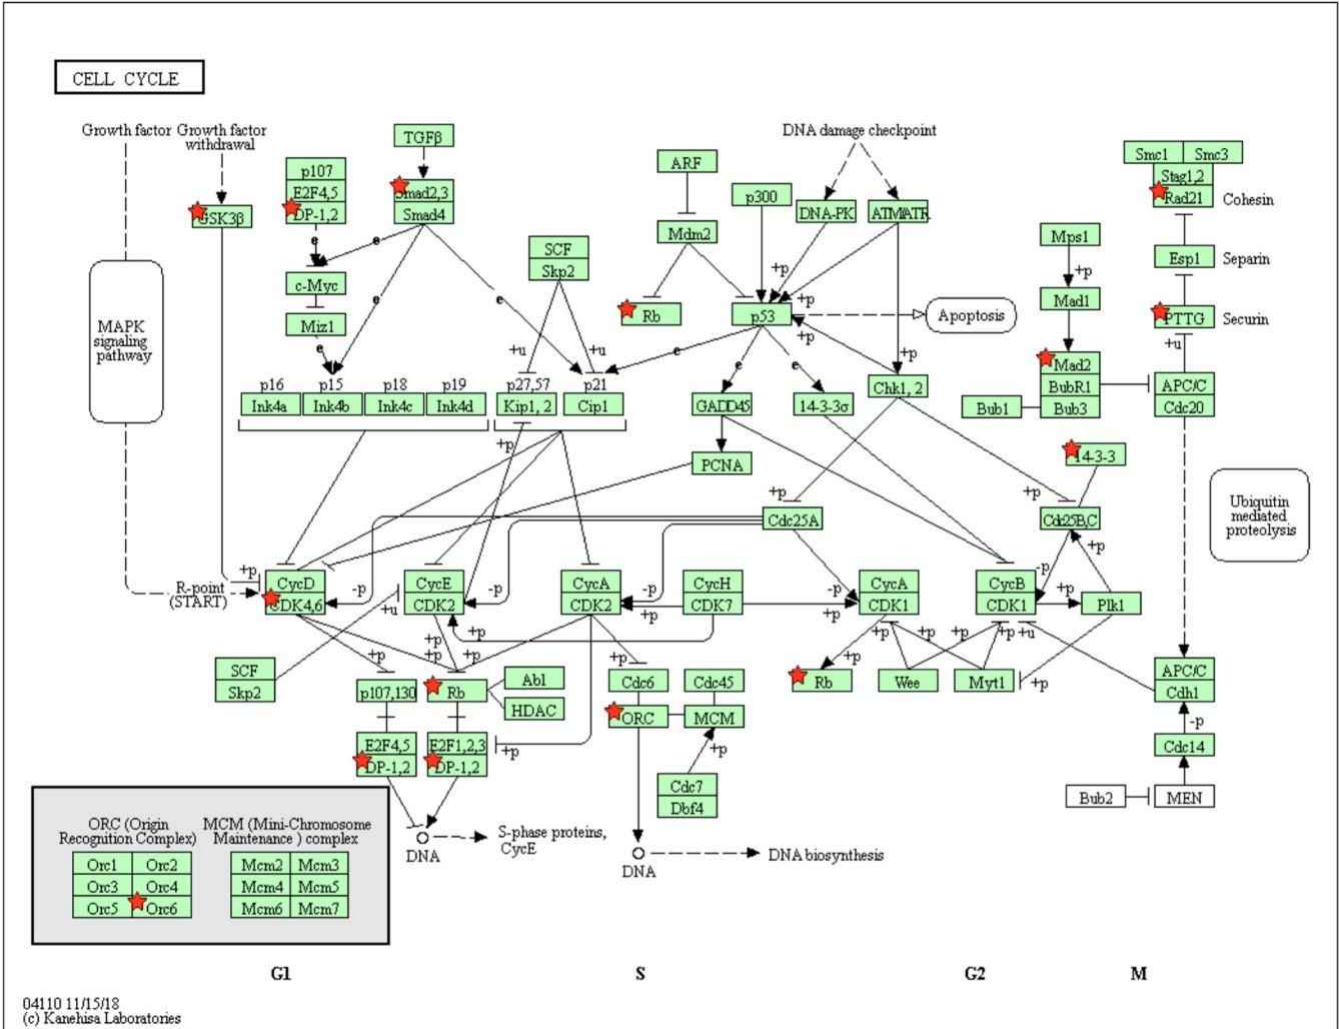 CELL CYCLE
Growth factor
Growth factor
withdrawal
TGFβ
DNA damage checkpoint
Smc1
Smc3
ARF
p107
E2F4,5
DP-1,2
Smad2,3
Smad4
Stag1,2
Rad21
Cohesin
p300
GSK3β
DNA-PK
ATM/ATR
Mdm2
Mps1
SCF
Skp2
e
e
+p
+p
+p
Esp1
Separin
c-Myc
Mad1
e
e
Rb
p53
Apoptosis
PTTG
Securin
MAPK
signaling
pathway
Miz1
+p
+u
e
+u
+u
e
+p
Mad2
BubR1
Bub3
e
e
p16
p15
p18
p19
p27,57
p21
Chk1, 2
APC/C
Cdc20
Ink4a
Ink4b
Ink4c
Ink4d
Kip1, 2
Cip1
GADD45
14-3-3σ
Bub1
+p
14-3-3
PCNA
+p
+p
Ubiquitin
mediated
proteolysis
Cdc25A
Cdc25B,C
+p
+p
-p
R-point
(START)
CycD
CDK4,6
-p
CycE
CDK2
-p
CycA
CDK2
-p
CycH
CDK7
-p
CycA
CDK1
CycB
CDK1
+p
Plk1
+u
+p
+p
+p
+p
+p
+p
+p
+p
+p
+p
+u
+p
+p
SCF
Skp2
p107,130
Rb
Abl
HDAC
Cdc6
Cdc45
Rb
Wee
Myt1
+p
APC/C
Cdh1
ORC
MCM
-p
E2F4,5
DP-1,2
E2F1,2,3
DP-1,2
+p
+p
Cdc14
Cdc7
Dbf4
Bub2
MEN
ORC (Origin
Recognition Complex)
MCM (Mini-Chromosome
Maintenance ) complex
Orc1
Orc2
Mcm2
Mcm3
Orc3
Orc4
Mcm4
Mcm5
Orc5
Orc6
Mcm6
Mcm7
DNA
S-phase proteins,
CycE
DNA
DNA biosynthesis
G1
S
G2
M
04110 11/15/18
(c) Kanehisa Laboratories